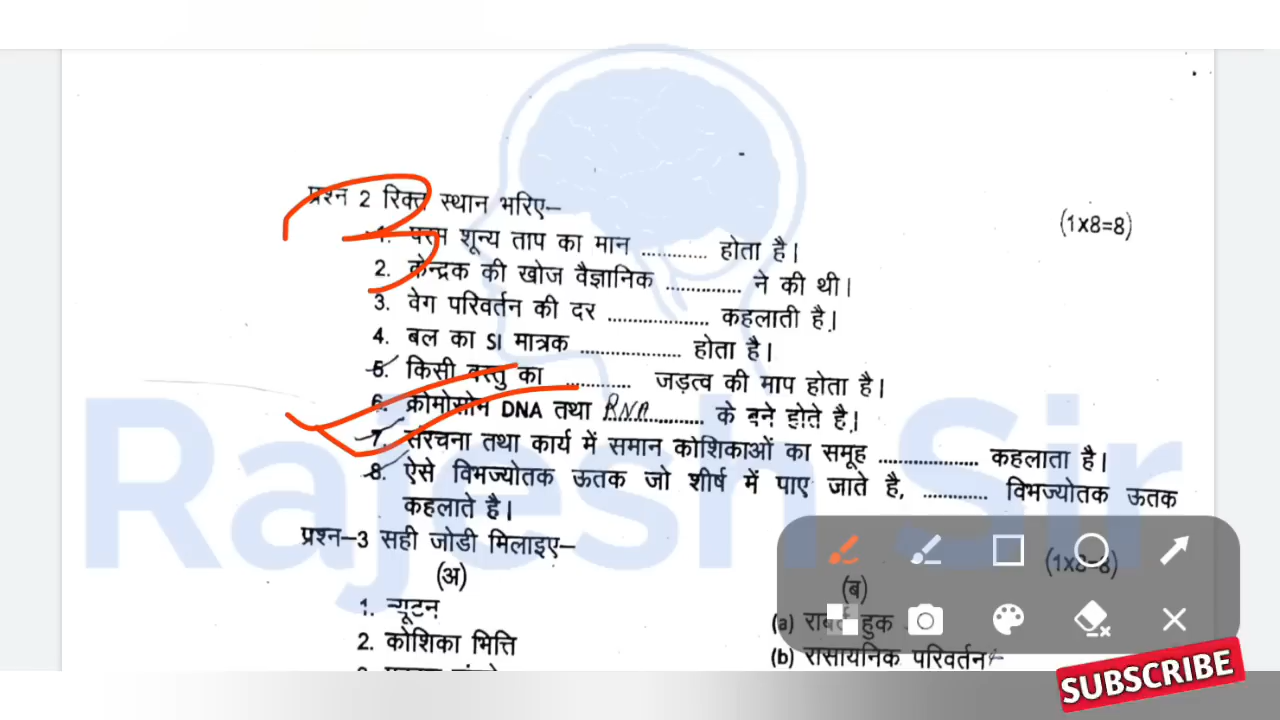 प्रश्न 2 रिक्त स्थान भरिए–
(1x8=8)
1. परम शून्य ताप का मान ............ होता है।
2. केन्द्रक की खोज वैज्ञानिक .............. ने की थी।
3. वेग परिवर्तन की दर ................... कहलाती है।
4. बल का SI मात्रक ................... होता है।
5. किसी वस्तु का ............ जड़त्व की माप होता है।
6. क्रोमोसोम DNA तथा RNA........... के बने होते है।
7. संरचना तथा कार्य में समान कोशिकाओं का समूह ................... कहलाता है।
8. ऐसे विभज्योतक ऊतक जो शीर्ष में पाए जाते है, ............ विभज्योतक ऊतक
कहलाते है।
प्रश्न–3 सही जोडी मिलाइए–
(1x8=8)
(अ)
(ब)
1. न्यूटन
(a) राबर्ट हुक
2. कोशिका भित्ति
(b) रासायनिक परिवर्तन
Rajesh Sir
SUBSCRIBE